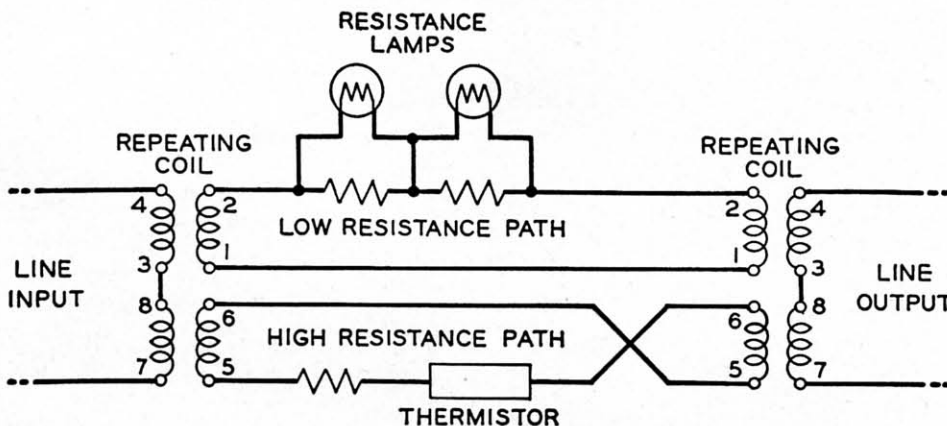 RESISTANCE
LAMPS
REPEATING
COIL
REPEATING
COIL
4 2
2 4
LOW RESISTANCE PATH
3 1
1 3
LINE
INPUT
LINE
OUTPUT
8 6
6 8
HIGH RESISTANCE PATH
7 5
5 7
THERMISTOR